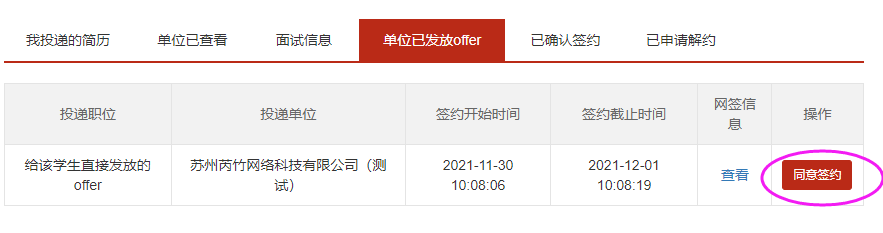 我投递的简历 单位已查看 面试信息 单位已发放offer 已确认签约 已申请解约
投递职位 投递单位 签约开始时间 签约截止时间 网签信息 操作
给该学生直接发放的
offer
苏州芮竹网络科技有限公司（测
试）
2021-11-30
10:08:06
2021-12-01
10:08:19
查看
同意签约